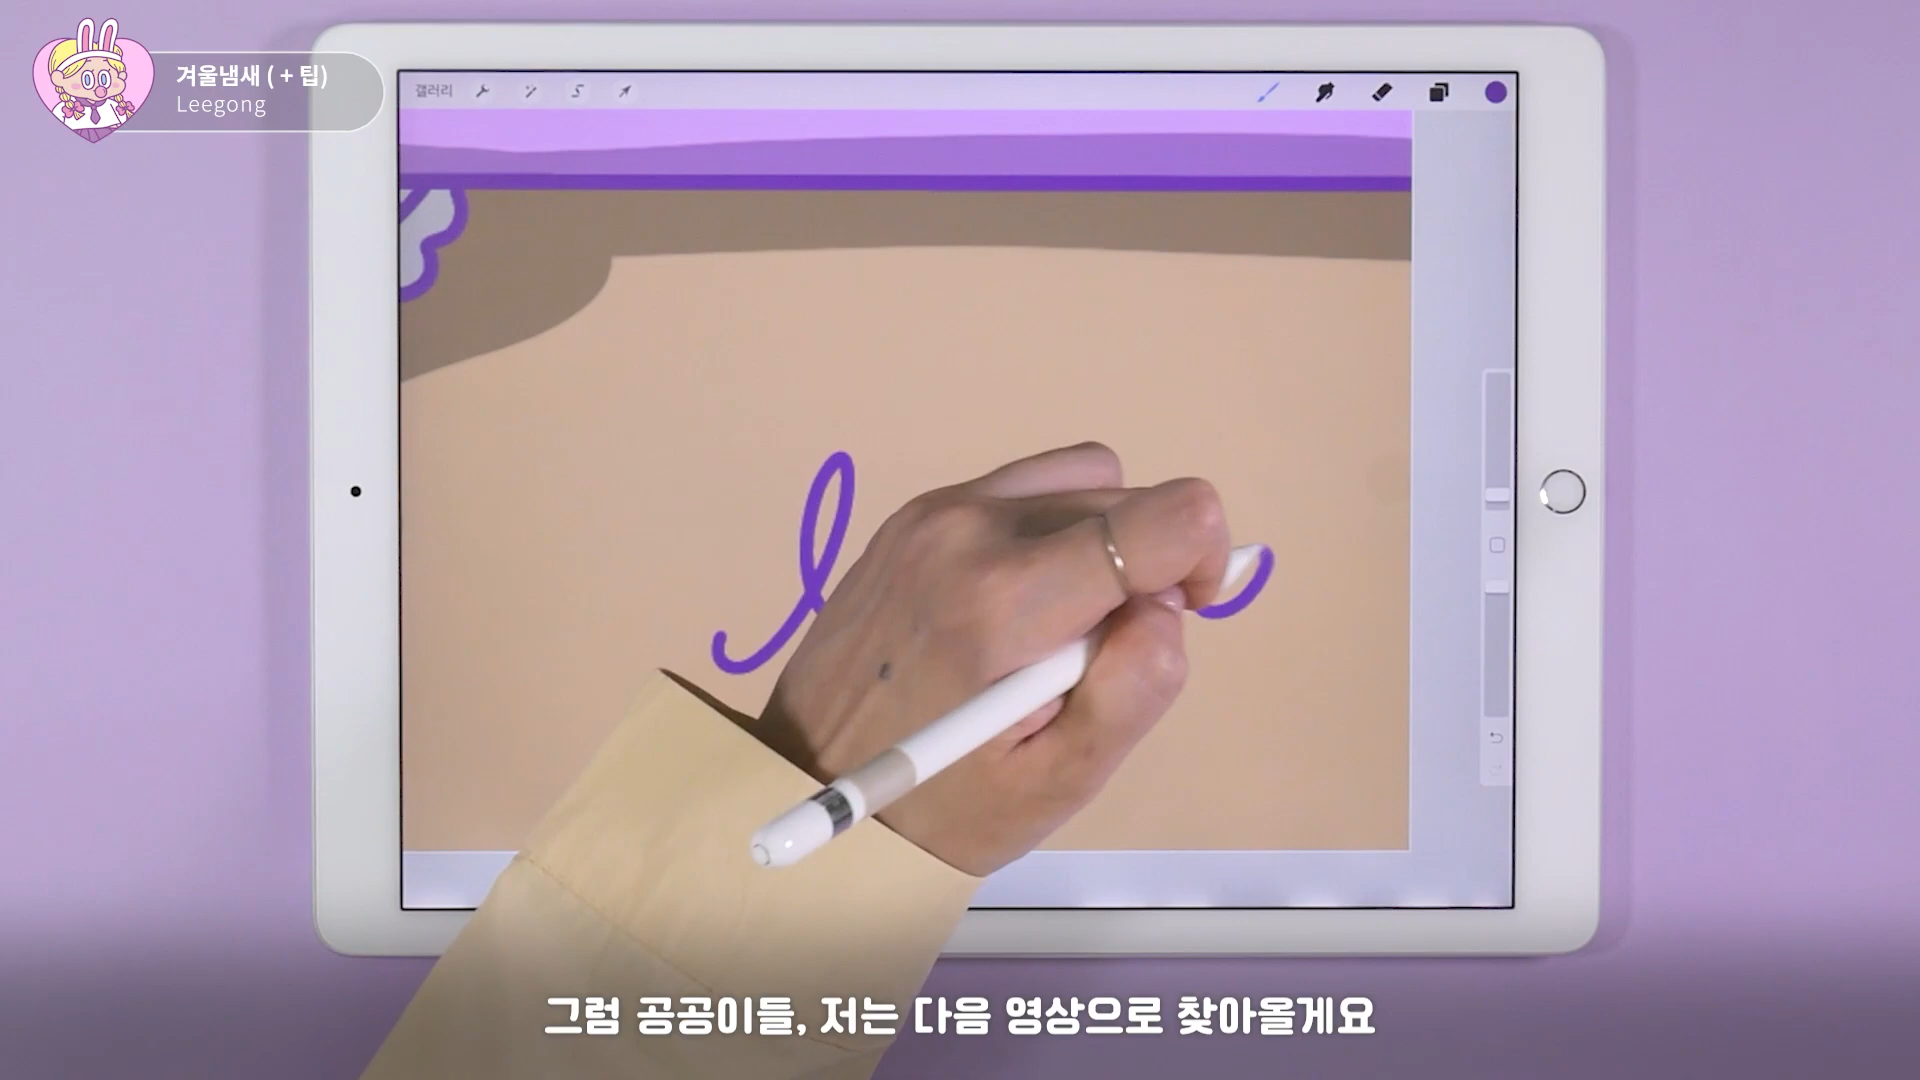 겨울냄새 ( + 팁)
Leegong
갤러리
그럼 공공이들, 저는 다음 영상으로 찾아올게요